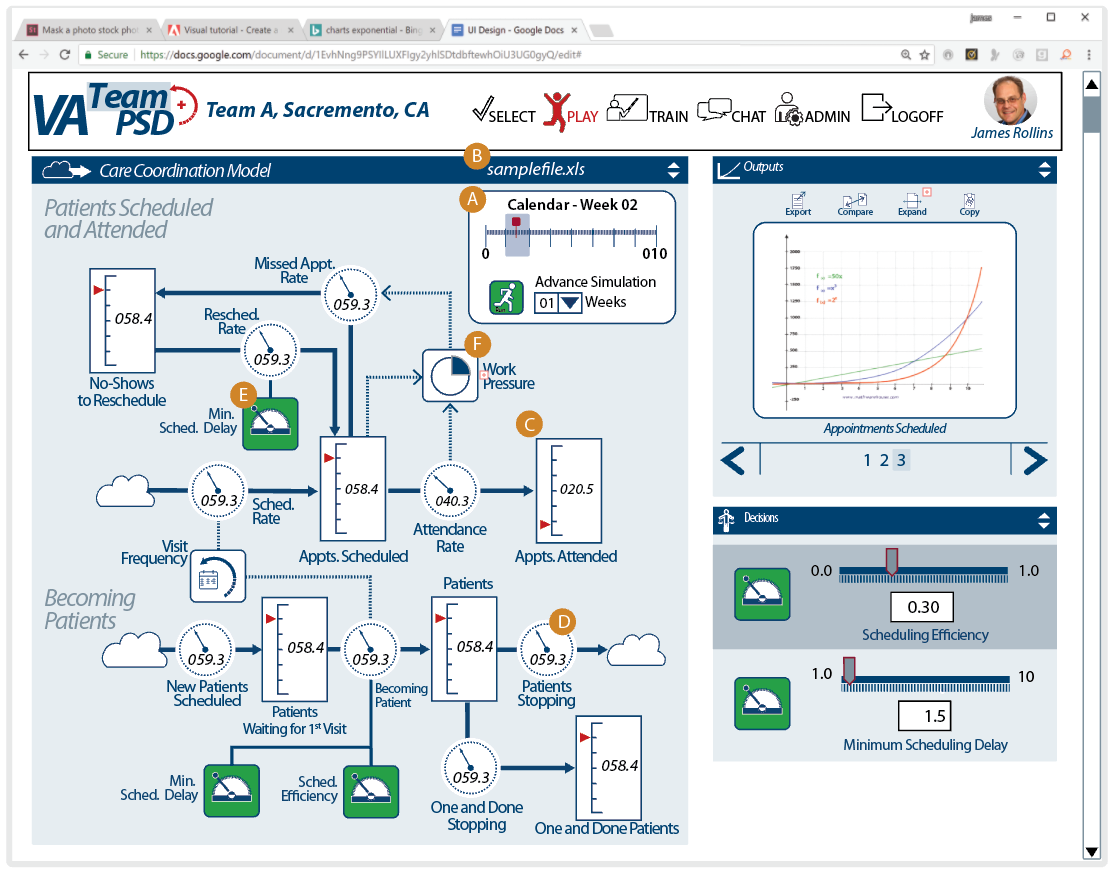 Mask a photo stock pho
Visual tutorial - Create a
charts exponential - Bing
UI Design - Google Docs
Secure
https://docs.google.com/document/d/1EvhNng9PSYIlLUXFigy2yhlSDtdbftewhOiU3UG0gyQ/edit#
VA Team PSD
Team A, Sacremento, CA
SELECT
PLAY
TRAIN
CHAT
ADMIN
LOGOFF
James Rollins
Care Coordination Model
B
samplefile.xls
Patients Scheduled
and Attended
A
Calendar - Week 02
0
010
Advance Simulation
01
Weeks
Missed Appt.
Rate
059.3
058.4
No-Shows
to Reschedule
Resched.
Rate
059.3
E
Min.
Sched. Delay
F
Work
Pressure
C
059.3
Sched.
Rate
058.4
Appts. Scheduled
040.3
Attendance
Rate
020.5
Appts. Attended
Visit
Frequency
Becoming
Patients
059.3
New Patients
Scheduled
058.4
Patients
Waiting for 1st Visit
059.3
Becoming
Patient
Patients
058.4
D
059.3
Patients
Stopping
Min.
Sched. Delay
Sched.
Efficiency
059.3
One and Done
Stopping
058.4
One and Done Patients
Outputs
Export
Compare
Expand
Copy
Appointments Scheduled
1 2 3
Decisions
0.0
1.0
0.30
Scheduling Efficiency
1.0
10
1.5
Minimum Scheduling Delay